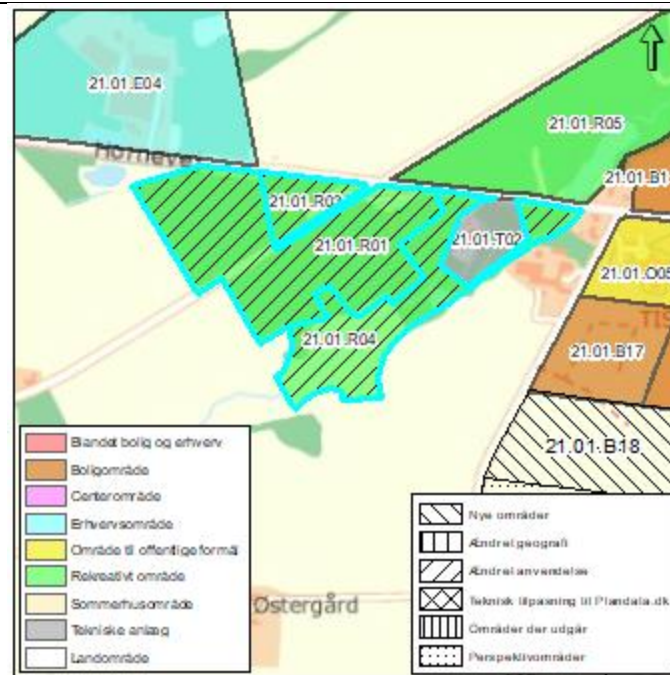 21.01.E04
21.01.R05
Horneve
21.01.B1
21.01.R03
21.01.R01
21.01.T02
21.01.O05
TIS
21.01.R04
21.01.B17
21.01.B18
Blandet bolig og erhverv
Boligområde
Centerområde
Erhvervsområde
Område til offentlige formål
Rekreativt område
Sommerhusområde
Tekniske anlæg
Landområde
Østergård
Nye områder
Ændret geografi
Ændret anvendelse
Teknisk tilpasning til Plandata.dk
Områder der udgår
Perspektivområder